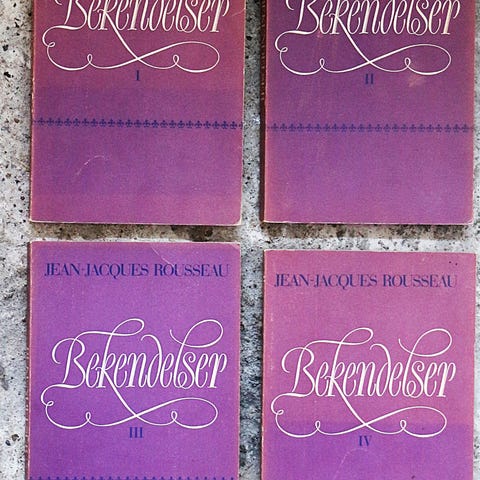 Bekendelser
I
Bekendelser
II
JEAN-JACQUES ROUSSEAU
Bekendelser
III
JEAN-JACQUES ROUSSEAU
Bekendelser
IV